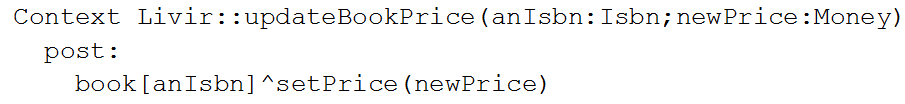 Context Livir::updateBookPrice(anIsbn:Isbn;newPrice:Money)
post:
book[anIsbn]^setPrice(newPrice)